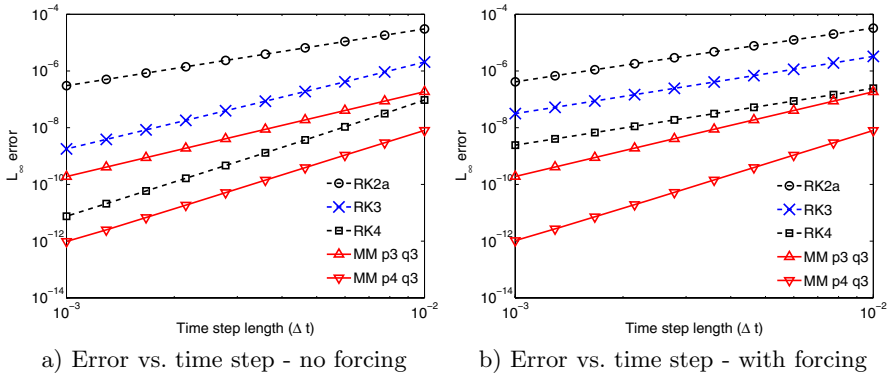 10^-4
10^-6
10^-8
10^-10
10^-12
10^-14
L∞ error
RK2a
RK3
RK4
MM p3 q3
MM p4 q3
10^-3
10^-2
Time step length (Δ t)
a) Error vs. time step - no forcing
10^-4
10^-6
10^-8
10^-10
10^-12
10^-14
L∞ error
RK2a
RK3
RK4
MM p3 q3
MM p4 q3
10^-3
10^-2
Time step length (Δ t)
b) Error vs. time step - with forcing